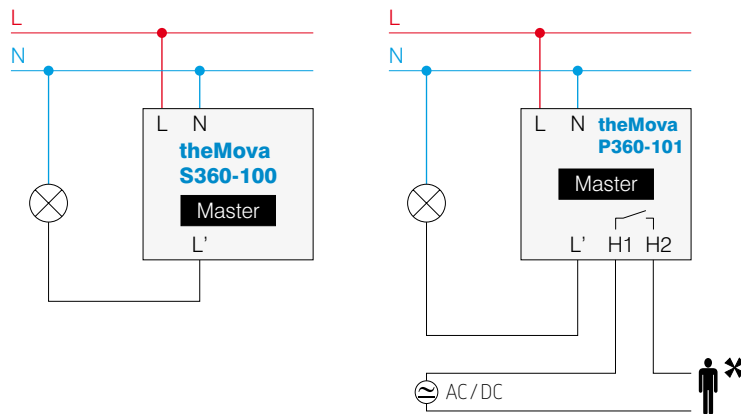 L
N
L N
theMova
S360-100
Master
L’
L
N
L N theMova
P360-101
Master
L’ H1 H2
AC/DC